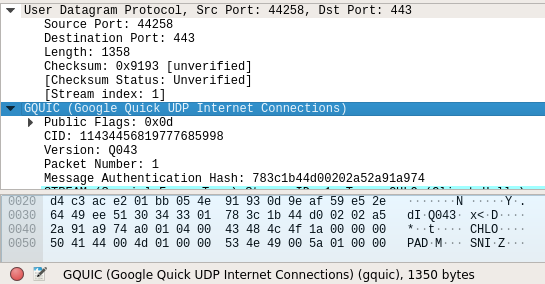 User Datagram Protocol, Src Port: 44258, Dst Port: 443
Source Port: 44258
Destination Port: 443
Length: 1358
Checksum: 0x9193 [unverified]
[Checksum Status: Unverified]
[Stream index: 1]
GQUIC (Google Quick UDP Internet Connections)
Public Flags: 0x0d
CID: 11434456819777685998
Version: Q043
Packet Number: 1
Message Authentication Hash: 783c1b44d00202a52a91a974
0020 d4 c3 ac e2 01 bb 05 4e 91 93 0d 9e af 59 e5 2e ·······N ·····Y·.
0030 64 49 ee 51 30 34 33 01 78 3c 1b 44 d0 02 02 a5 dI·Q043· x<·D····
0040 2a 91 a9 74 a0 01 04 00 43 48 4c 4f 1a 00 00 00 *··t···· CHLO····
0050 50 41 44 00 4d 01 00 00 53 4e 49 00 5a 01 00 00 PAD·M··· SNI·Z···
GQUIC (Google Quick UDP Internet Connections) (gquic), 1350 bytes